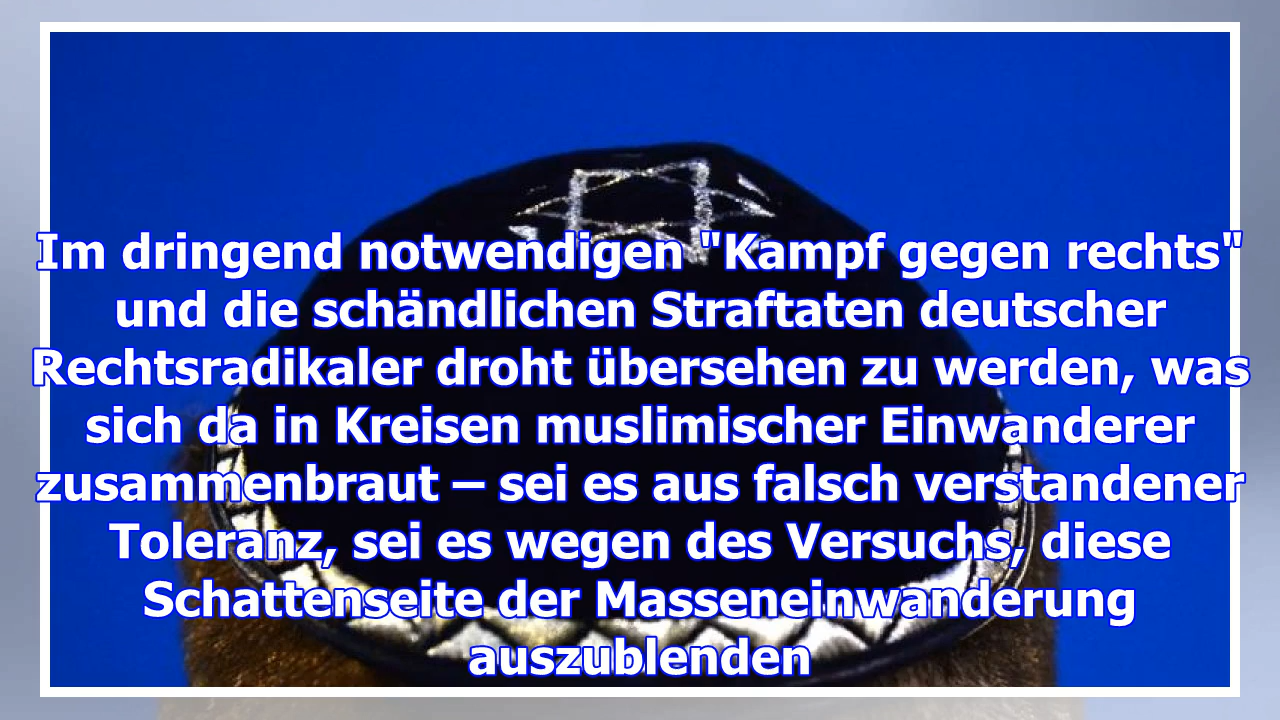 Im dringend notwendigen "Kampf gegen rechts"
und die schändlichen Straftaten deutscher
Rechtsradikaler droht übersehen zu werden, was
sich da in Kreisen muslimischer Einwanderer
zusammenbraut – sei es aus falsch verstandener
Toleranz, sei es wegen des Versuchs, diese
Schattenseite der Masseneinwanderung
auszublenden